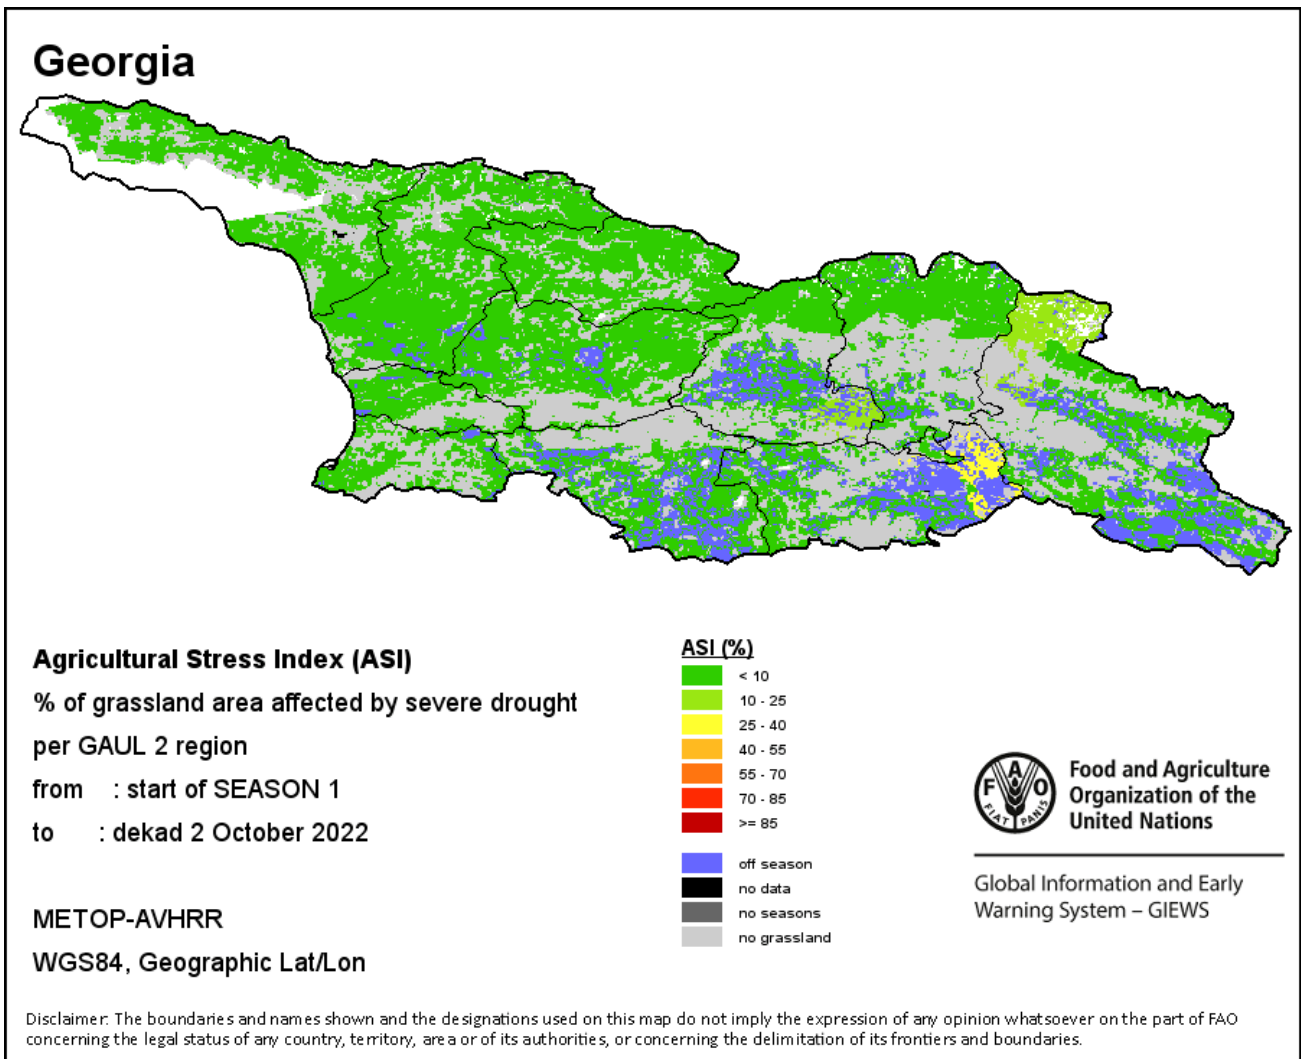 Georgia
Agricultural Stress Index (ASI)
% of grassland area affected by severe drought
per GAUL 2 region
from : start of SEASON 1
to : dekad 2 October 2022
METOP-AVHRR
WGS84, Geographic Lat/Lon
ASI (%)
< 10
10 - 25
25 - 40
40 - 55
55 - 70
70 - 85
>= 85
off season
no data
no seasons
no grassland
F A O
FIAT PANIS
Food and Agriculture
Organization of the
United Nations
Global Information and Early
Warning System – GIEWS
Disclaimer: The boundaries and names shown and the designations used on this map do not imply the expression of any opinion whatsoever on the part of FAO
concerning the legal status of any country, territory, area or of its authorities, or concerning the delimitation of its frontiers and boundaries.